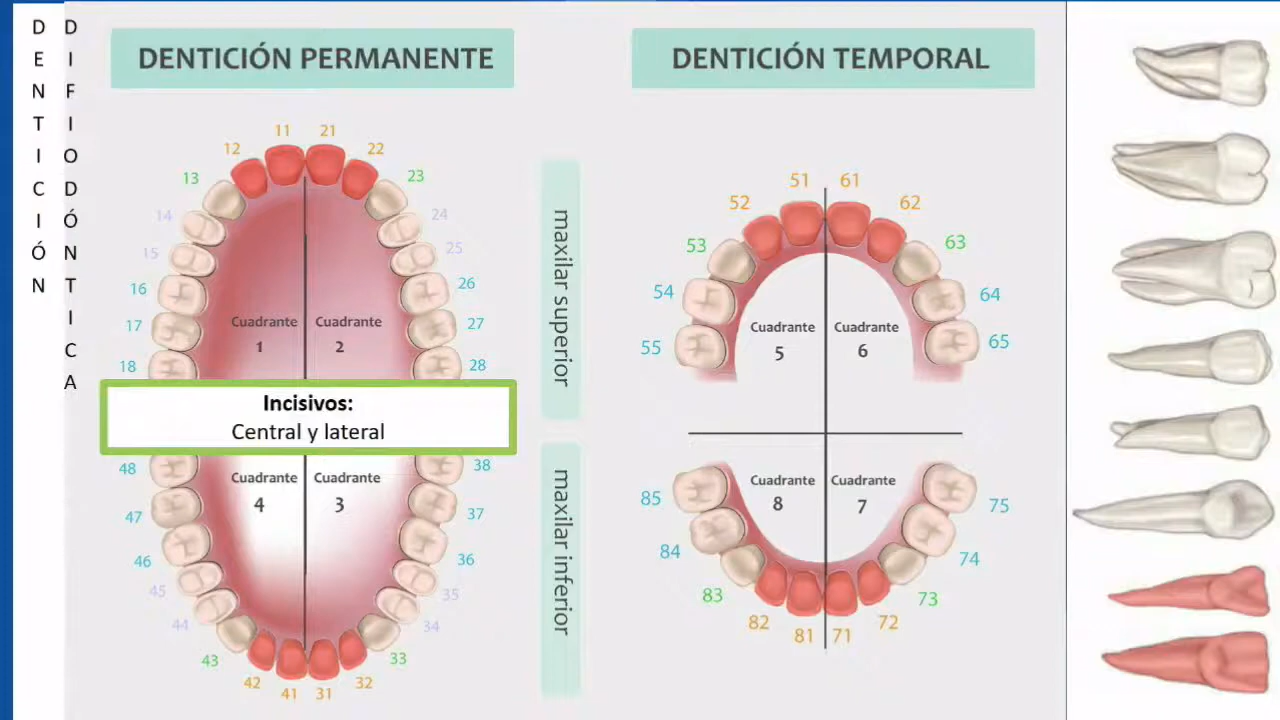 DENTICIÓN
DIFIODÓNTICA
DENTICIÓN PERMANENTE
11 21
12 22
13 23
14 24
15 25
16 26
17 27
18 28
Cuadrante Cuadrante
1 2
Incisivos:
Central y lateral
48 38
Cuadrante Cuadrante
4 3
47 37
46 36
45 35
44 34
43 33
42 32
41 31
maxilar superior
maxilar inferior
DENTICIÓN TEMPORAL
51 61
52 62
53 63
54 64
55 65
Cuadrante Cuadrante
5 6
Cuadrante Cuadrante
8 7
85 75
84 74
83 73
82 72
81 71